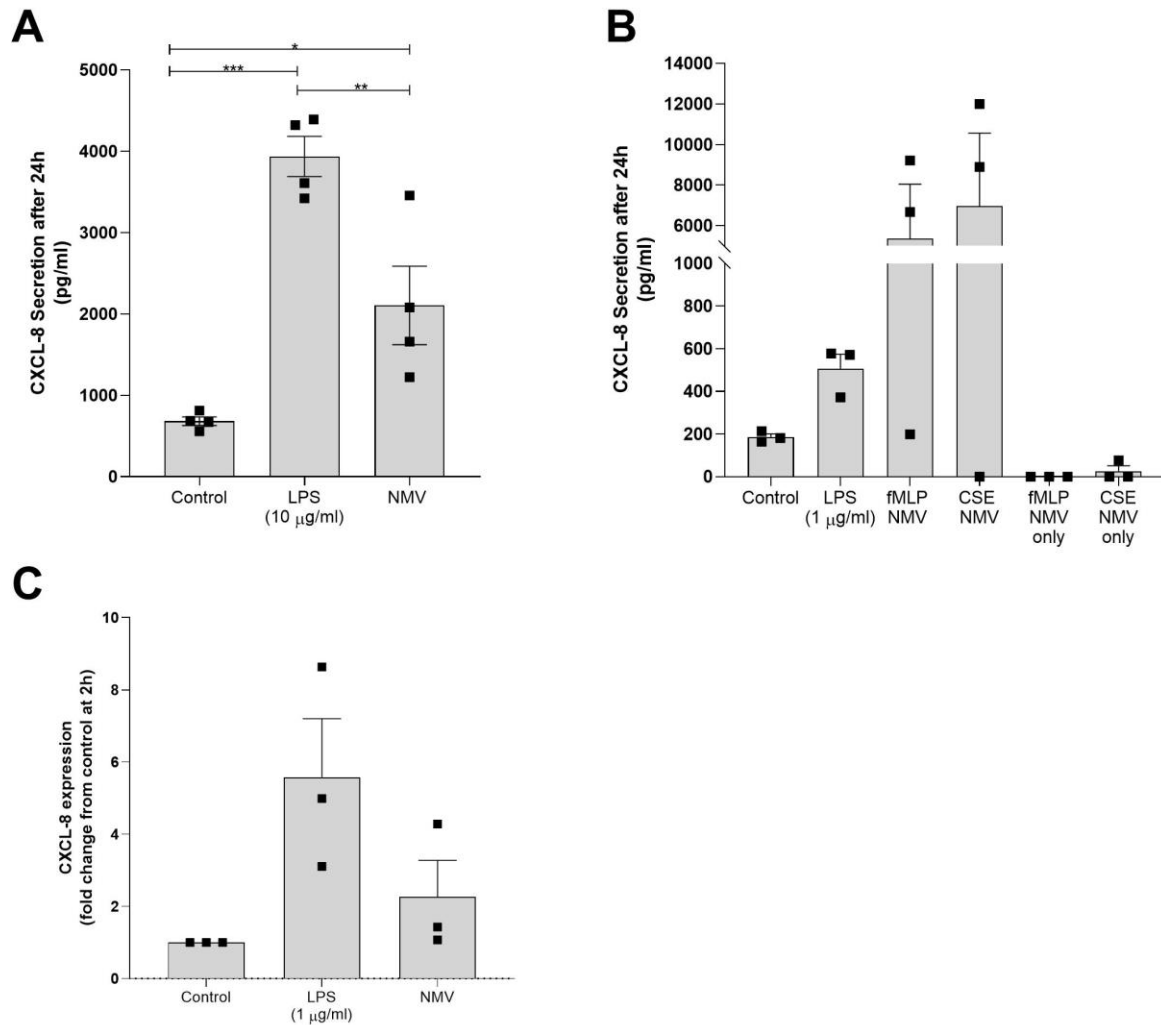 A
CXCL-8 Secretion after 24h
(pg/ml)
5000
4000
3000
2000
1000
0
*
***
**
Control
LPS
(10 μg/ml)
NMV
B
CXCL-8 Secretion after 24h
(pg/ml)
14000
12000
10000
8000
6000
1000
800
600
400
200
0
Control
LPS
(1 μg/ml)
fMLP
NMV
CSE
NMV
fMLP
NMV
only
CSE
NMV
only
C
CXCL-8 expression
(fold change from control at 2h)
10
8
6
4
2
0
Control
LPS
(1 μg/ml)
NMV